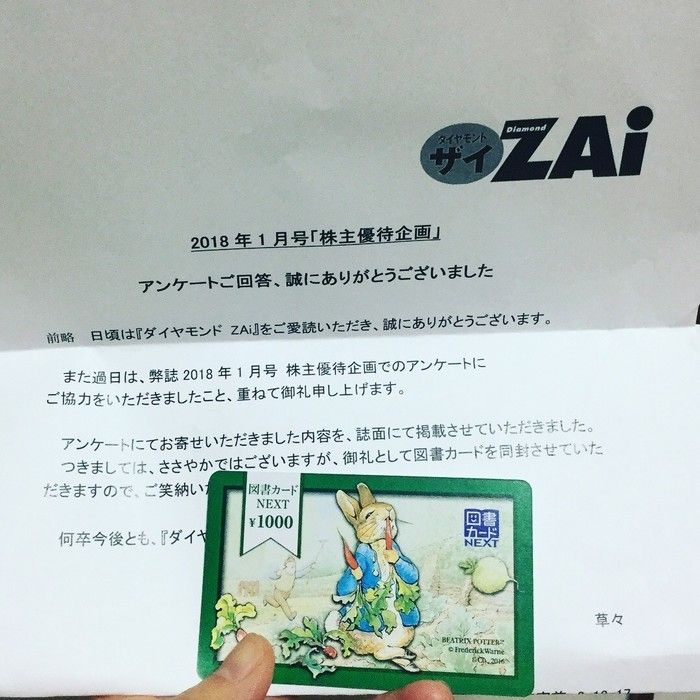 ダイヤモンド
ザイ
Diamond
ZAi
2018年1月号「株主優待企画」
アンケートご回答、誠にありがとうございました
前略 日頃は『ダイヤモンド ZAi』をご愛読いただき、誠にありがとうございます。
また過日は、弊誌2018年1月号 株主優待企画でのアンケートに
ご協力をいただきましたこと、重ねて御礼申し上げます。
アンケートにてお寄せいただきました内容を、誌面にて掲載させていただきました。
つきましては、ささやかではございますが、御礼として図書カードを同封させていた
だきますので、ご笑納い
何卒今後とも、『ダイヤ
草々
図書カード
NEXT
¥1000
図書
カード
NEXT
BEATRIX POTTER™
© Frederick Warne
& Co., 2016